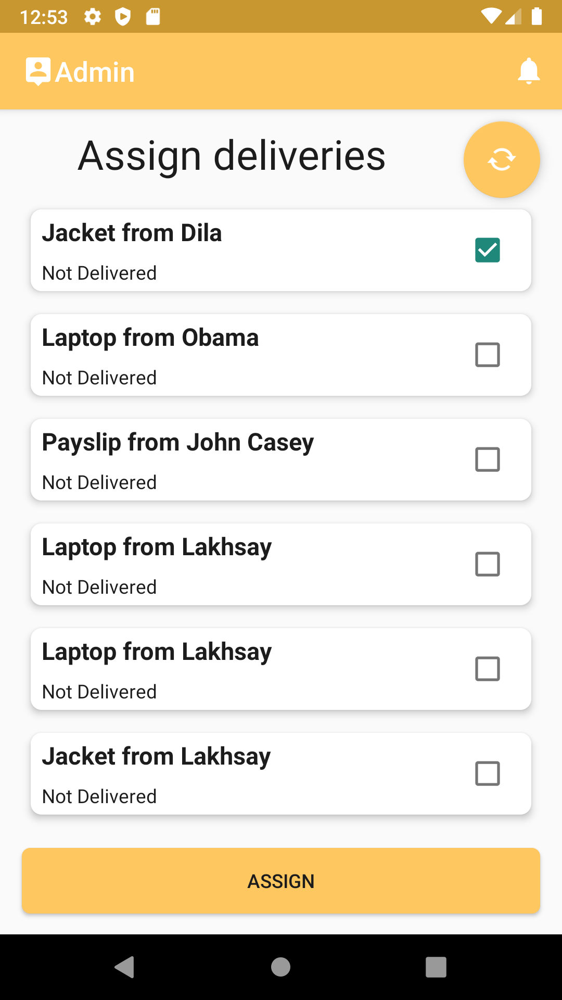 12:53
Admin
Assign deliveries
Jacket from Dila
Not Delivered
Laptop from Obama
Not Delivered
Payslip from John Casey
Not Delivered
Laptop from Lakhsay
Not Delivered
Laptop from Lakhsay
Not Delivered
Jacket from Lakhsay
Not Delivered
ASSIGN